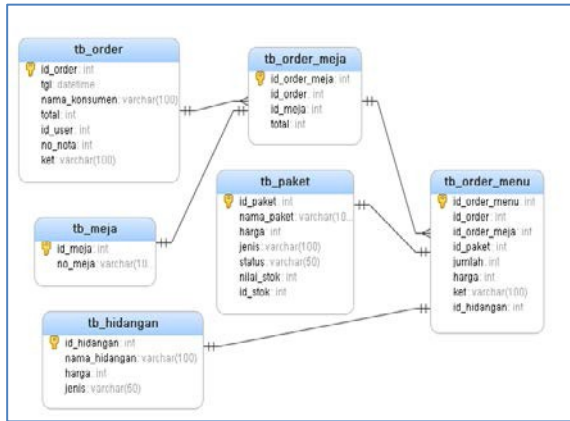 tb_order
id_order: int
tgl: datetime
nama_konsumen: varchar(100)
total: int
id_user: int
no_nota: int
ket: varchar(100)
tb_order_meja
id_order_meja: int
id_order: int
id_meja: int
total: int
tb_paket
id_paket: int
nama_paket: varchar(10...
harga: int
jenis: varchar(100)
status: varchar(50)
nilai_stok: int
id_stok: int
tb_order_menu
id_order_menu: int
id_order: int
id_order_meja: int
id_paket: int
jumlah: int
harga: int
ket: varchar(100)
id_hidangan: int
tb_meja
id_meja: int
no_meja: varchar(10...
tb_hidangan
id_hidangan: int
nama_hidangan: varchar(100)
harga: int
jenis: varchar(50)